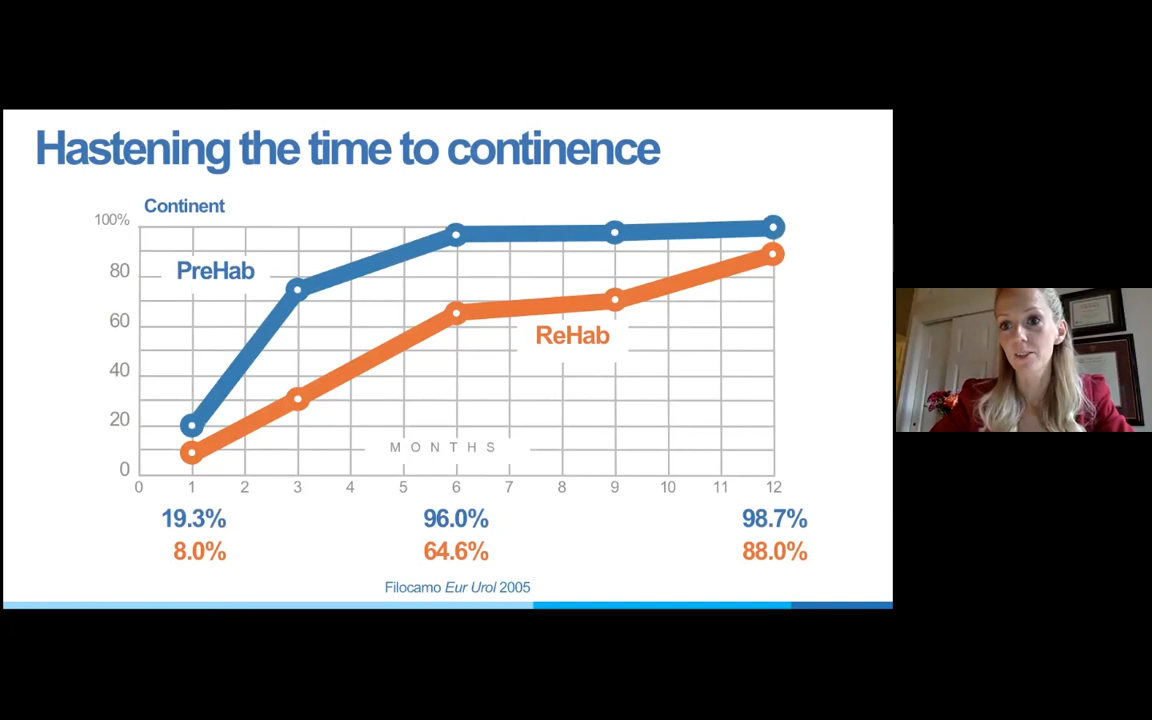 Hastening the time to continence
Continent
100%
80
PreHab
60
ReHab
40
20
MONTHS
0
0 1 2 3 4 5 6 7 8 9 10 11 12
19.3% 96.0% 98.7%
8.0% 64.6% 88.0%
Filocamo Eur Urol 2005